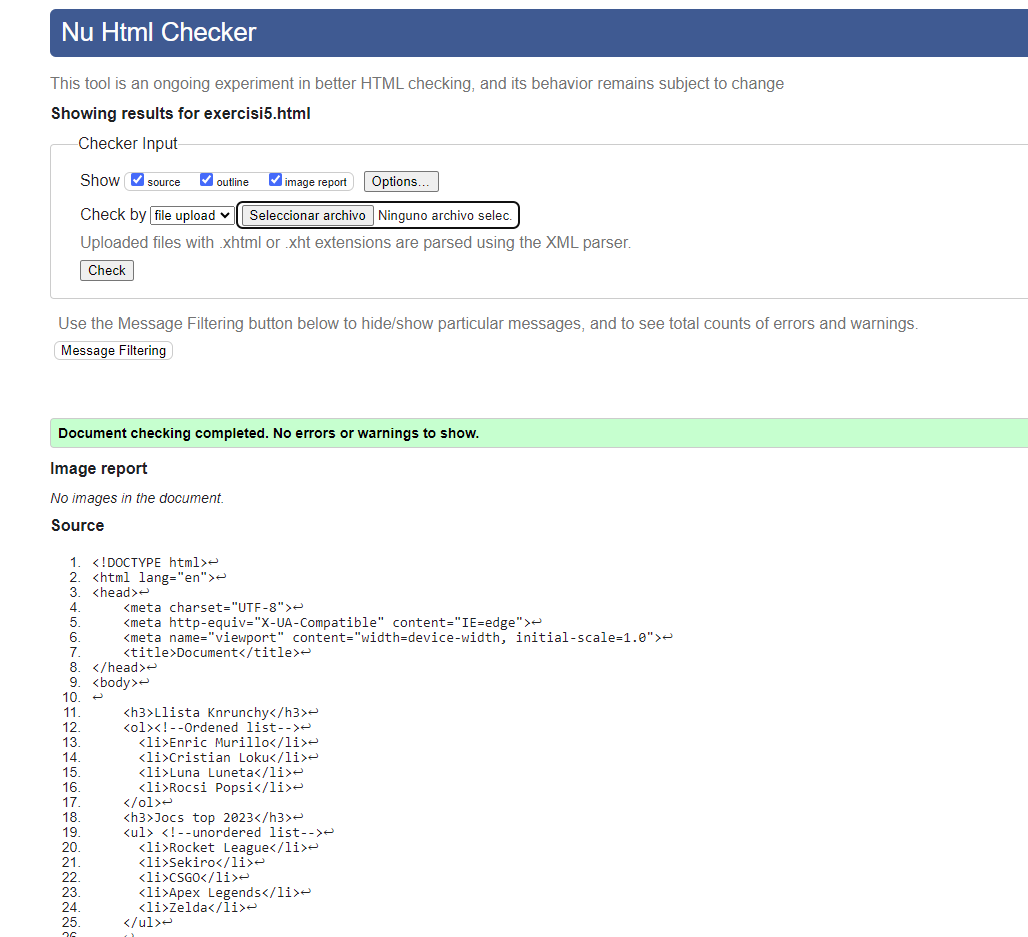 Nu Html Checker
This tool is an ongoing experiment in better HTML checking, and its behavior remains subject to change
Showing results for exercisi5.html
Checker Input
Show source outline image report Options...
Check by file upload Seleccionar archivo Ninguno archivo selec.
Uploaded files with .xhtml or .xht extensions are parsed using the XML parser.
Check
Use the Message Filtering button below to hide/show particular messages, and to see total counts of errors and warnings.
Message Filtering
Document checking completed. No errors or warnings to show.
Image report
No images in the document.
Source
1. <!DOCTYPE html>↩
2. <html lang="en">↩
3. <head>↩
4. <meta charset="UTF-8">↩
5. <meta http-equiv="X-UA-Compatible" content="IE=edge">↩
6. <meta name="viewport" content="width=device-width, initial-scale=1.0">↩
7. <title>Document</title>↩
8. </head>↩
9. <body>↩
10. ↩
11. <h3>Llista Knrunchy</h3>↩
12. <ol><!--Ordened list-->↩
13. <li>Enric Murillo</li>↩
14. <li>Cristian Loku</li>↩
15. <li>Luna Luneta</li>↩
16. <li>Rocsi Popsi</li>↩
17. </ol>↩
18. <h3>Jocs top 2023</h3>↩
19. <ul> <!--unordered list-->↩
20. <li>Rocket League</li>↩
21. <li>Sekiro</li>↩
22. <li>CSGO</li>↩
23. <li>Apex Legends</li>↩
24. <li>Zelda</li>↩
25. </ul>↩